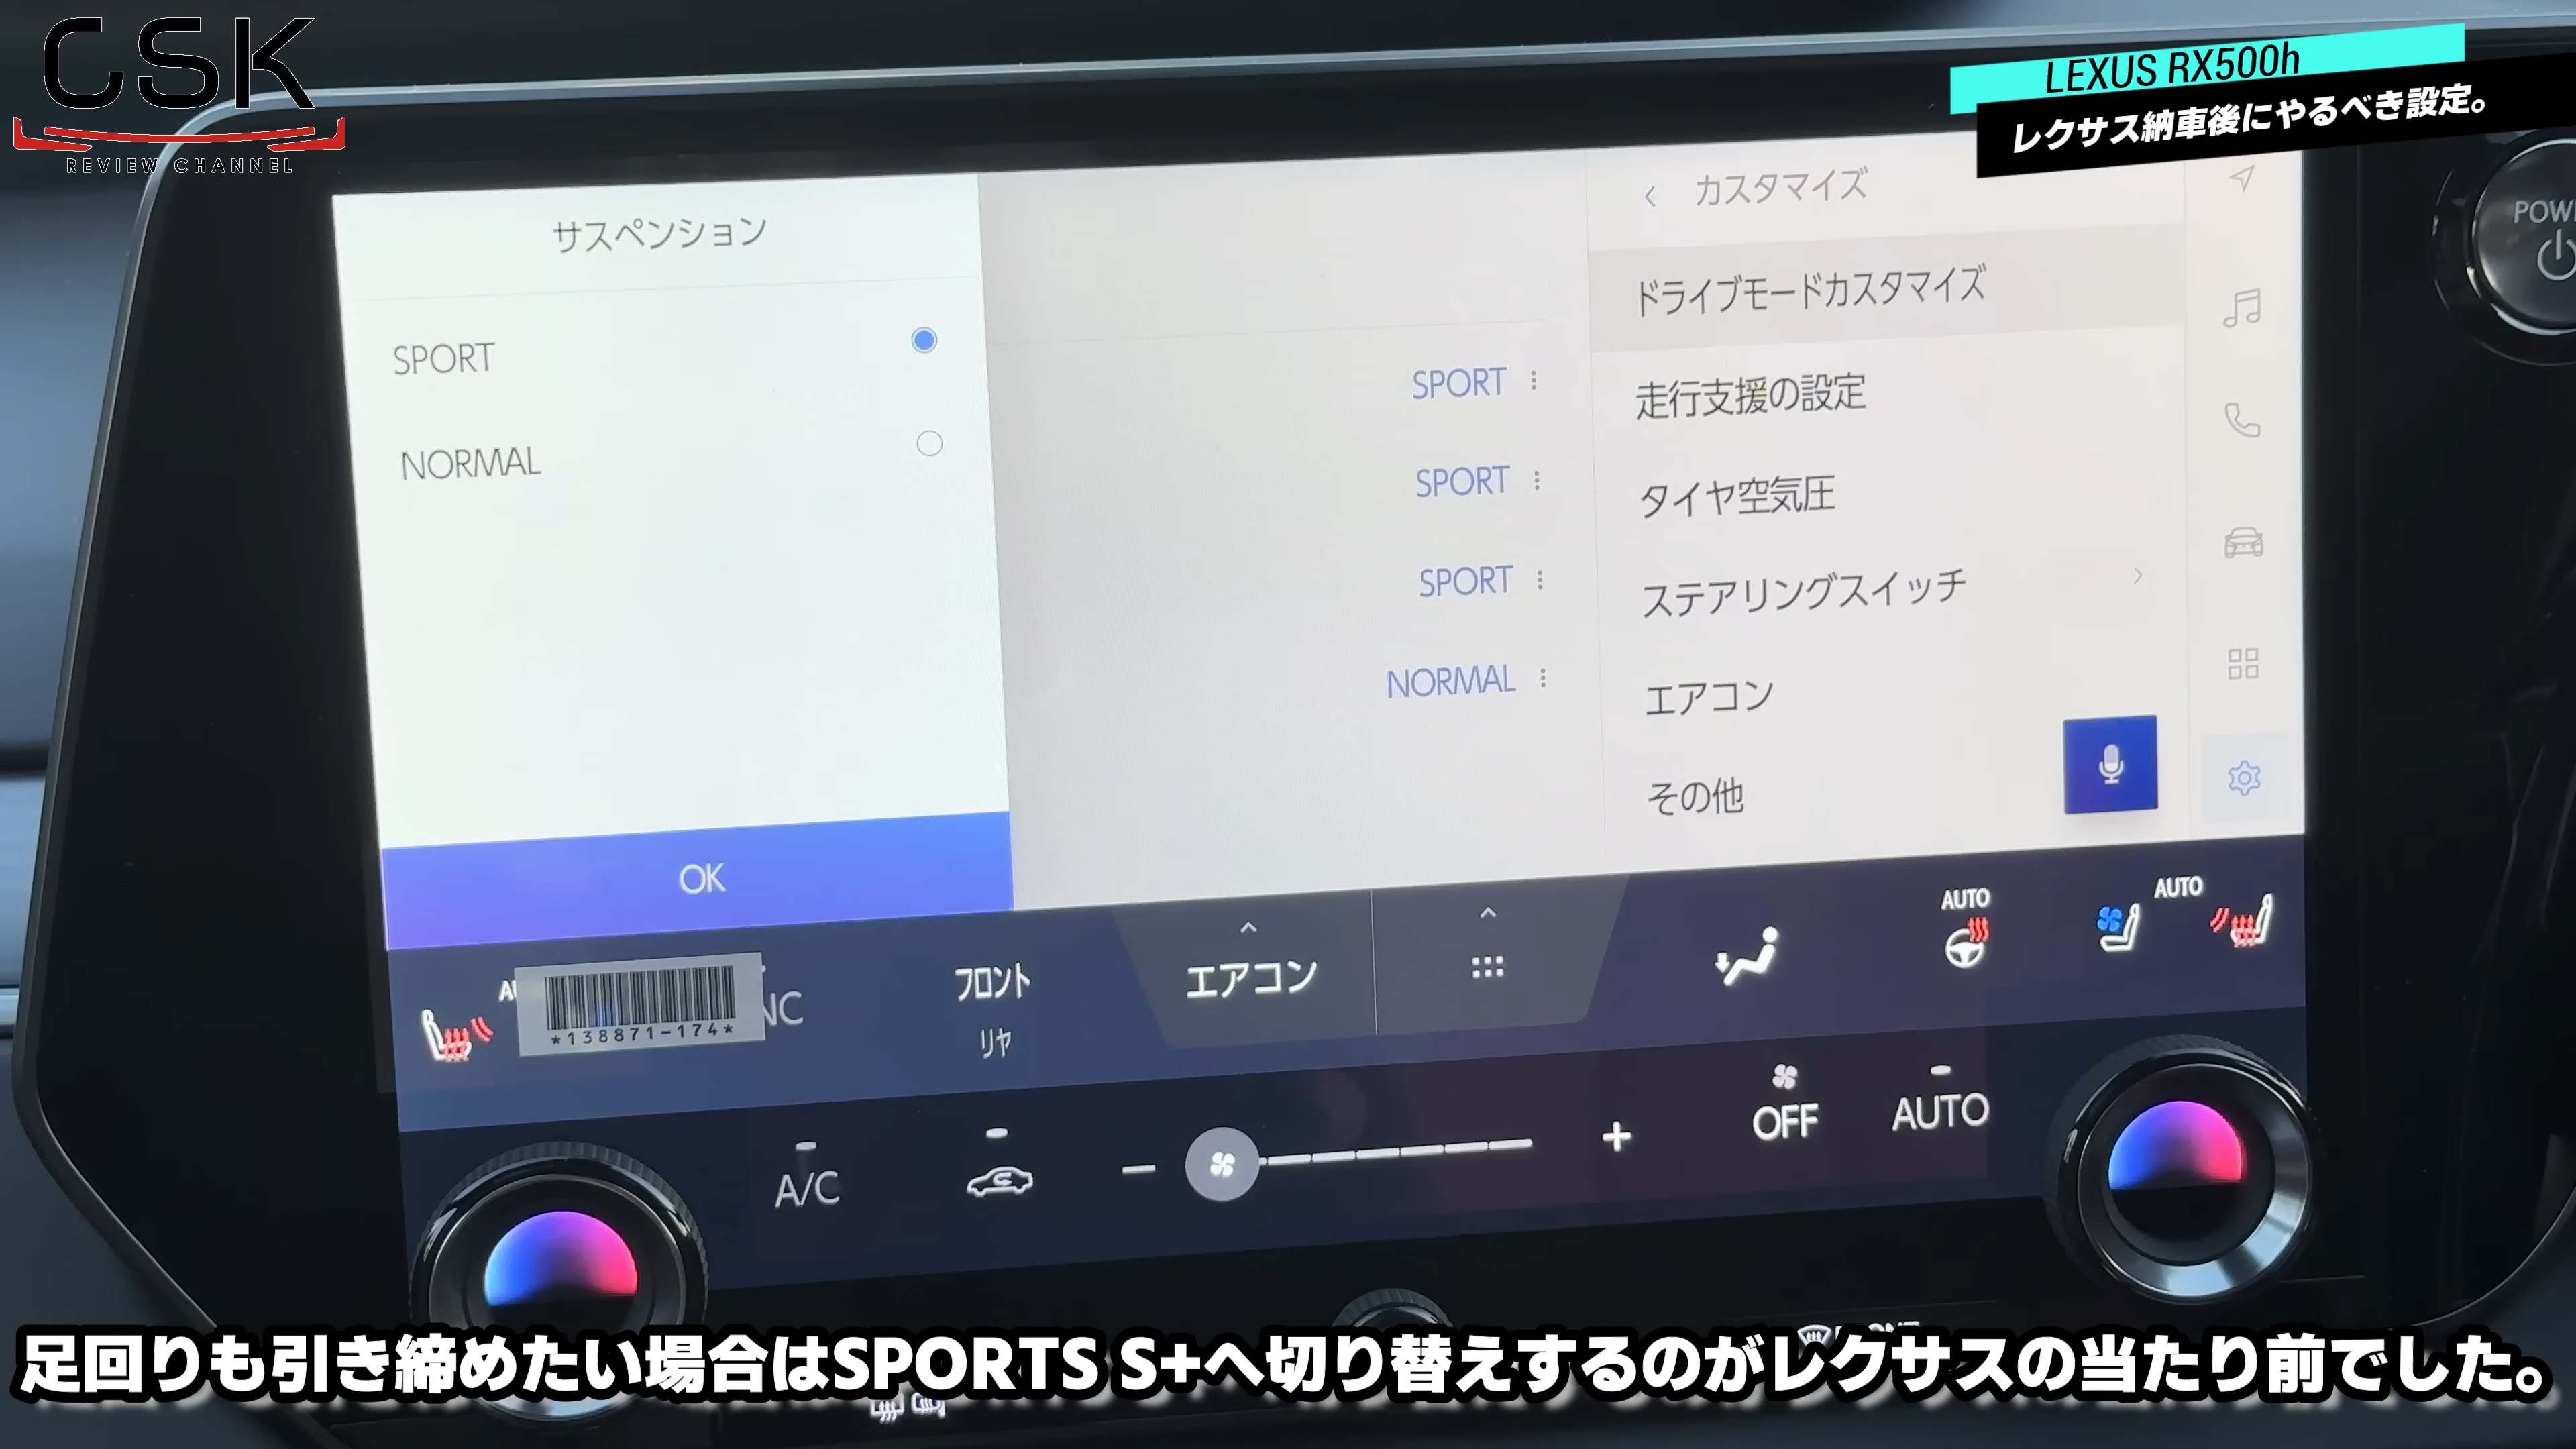 CSK
REVIEW CHANNEL
LEXUS RX500h
レクサス納車後にやるべき設定。
サスペンション
SPORT
NORMAL
OK
SPORT
SPORT
SPORT
NORMAL
カスタマイズ
ドライブモードカスタマイズ
走行支援の設定
タイヤ空気圧
ステアリングスイッチ
エアコン
その他
*138871-174*
フロント
リヤ
エアコン
AUTO
AUTO
A/C
OFF
AUTO
足回りも引き締めたい場合はSPORTS S+へ切り替えするのがレクサスの当たり前でした。